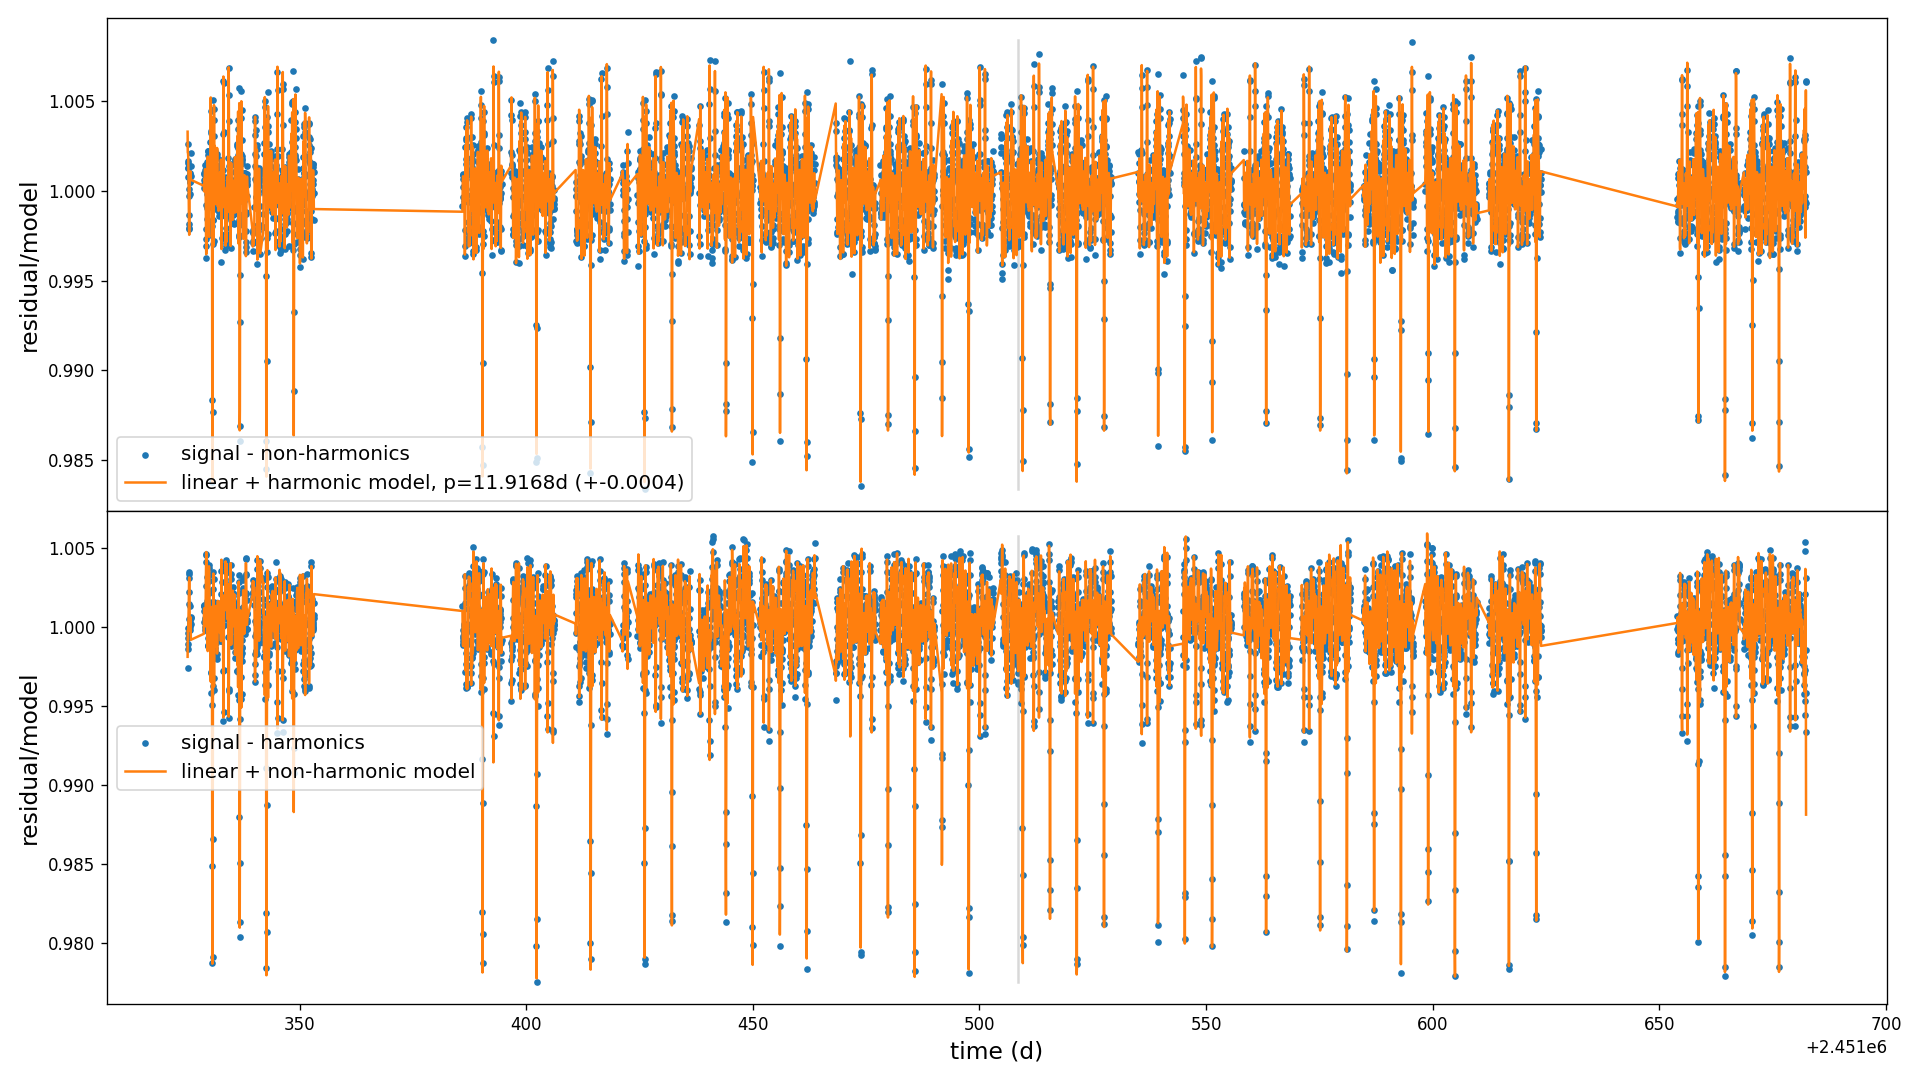 1.005
1.000
0.995
0.990
0.985
residual/model
signal - non-harmonics
linear + harmonic model, p=11.9168d (+-0.0004)
1.005
1.000
0.995
0.990
0.985
0.980
residual/model
signal - harmonics
linear + non-harmonic model
350
400
450
500
550
600
650
700
time (d)
+2.451e6